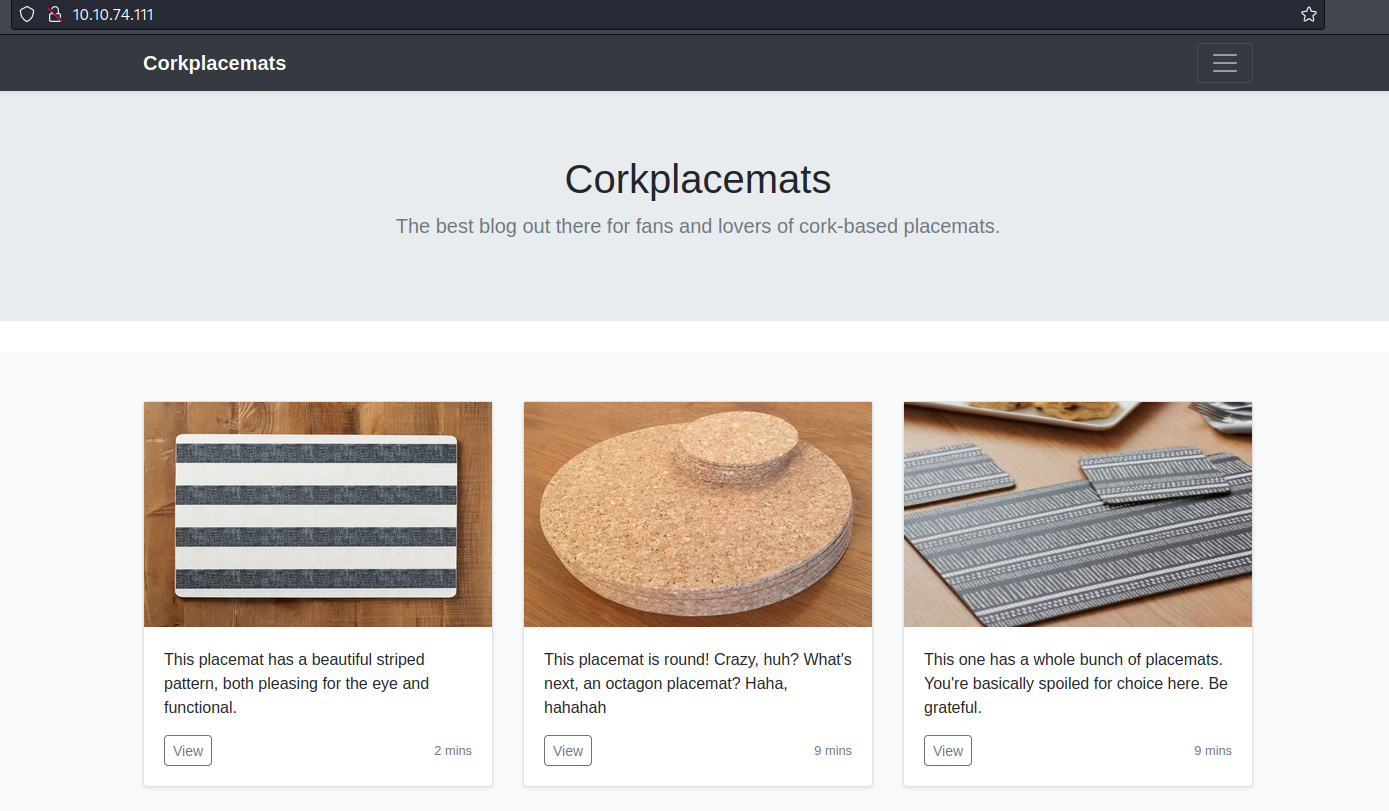 10.10.74.111
Corkplacemats
Corkplacemats
The best blog out there for fans and lovers of cork-based placemats.
This placemat has a beautiful striped
pattern, both pleasing for the eye and
functional.
View
2 mins
This placemat is round! Crazy, huh? What's
next, an octagon placemat? Haha,
hahahah
View
9 mins
This one has a whole bunch of placemats.
You're basically spoiled for choice here. Be
grateful.
View
9 mins